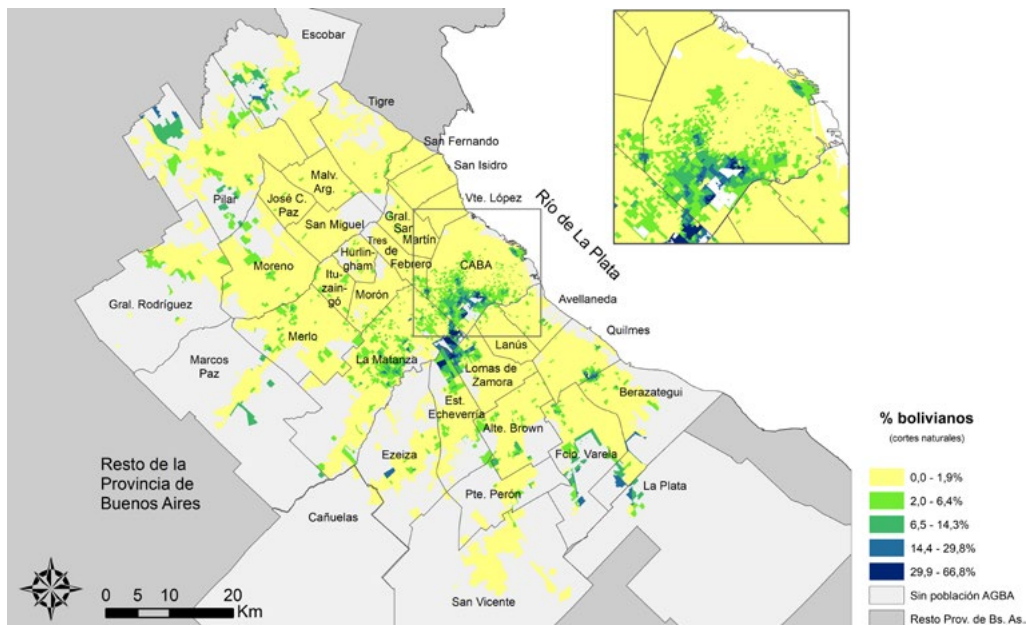 Escobar
Tigre
San Fernando
San Isidro
Vte. López
Río de La Plata
Malv.
Arg.
José C.
Paz
Pilar
San Miguel
Gral.
San
Martín
Tres
de
Febrero
Hurlin-
gham
CABA
Moreno
Itu-
zain-
gó
Morón
Avellaneda
Gral. Rodríguez
Quilmes
Merlo
Lanús
Marcos
Paz
La Matanza
Lomas de
Zamora
Berazategui
Est.
Echeverría
Alte. Brown
Resto de la
Provincia de
Buenos Aires
Ezeiza
Fcio. Varela
La Plata
Pte. Perón
Cañuelas
San Vicente
0 5 10 20
Km
% bolivianos
(cortes naturales)
0,0 - 1,9%
2,0 - 6,4%
6,5 - 14,3%
14,4 - 29,8%
29,9 - 66,8%
Sin población AGBA
Resto Prov. de Bs. As.